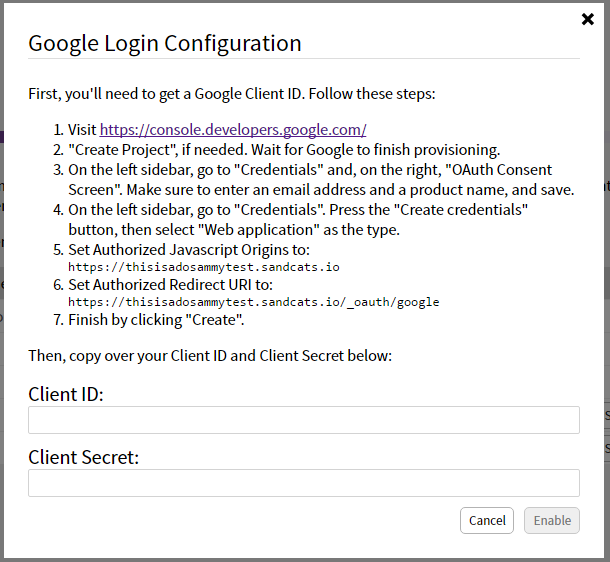 Google Login Configuration
First, you'll need to get a Google Client ID. Follow these steps:
1. Visit https://console.developers.google.com/
2. "Create Project", if needed. Wait for Google to finish provisioning.
3. On the left sidebar, go to "Credentials" and, on the right, "OAuth Consent
Screen". Make sure to enter an email address and a product name, and save.
4. On the left sidebar, go to "Credentials". Press the "Create credentials"
button, then select "Web application" as the type.
5. Set Authorized Javascript Origins to:
https://thisisadosammytest.sandcats.io
6. Set Authorized Redirect URI to:
https://thisisadosammytest.sandcats.io/_oauth/google
7. Finish by clicking "Create".
Then, copy over your Client ID and Client Secret below:
Client ID:
Client Secret:
Cancel Enable